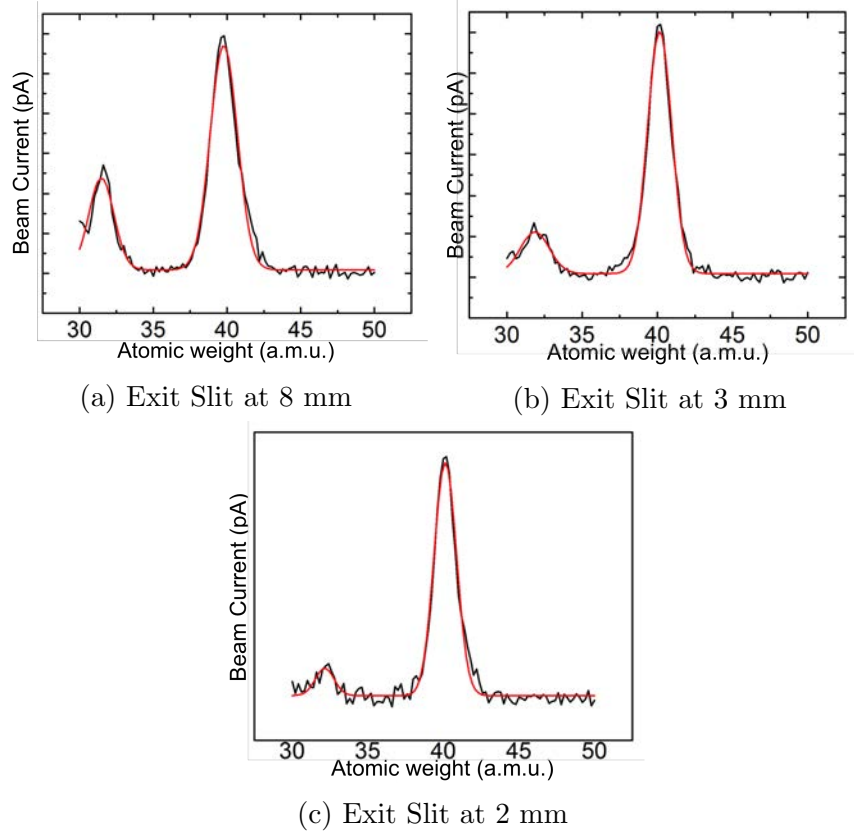 Beam Current (pA)
30 35 40 45 50
Atomic weight (a.m.u.)
(a) Exit Slit at 8 mm
Beam Current (pA)
30 35 40 45 50
Atomic weight (a.m.u.)
(b) Exit Slit at 3 mm
Beam Current (pA)
30 35 40 45 50
Atomic weight (a.m.u.)
(c) Exit Slit at 2 mm